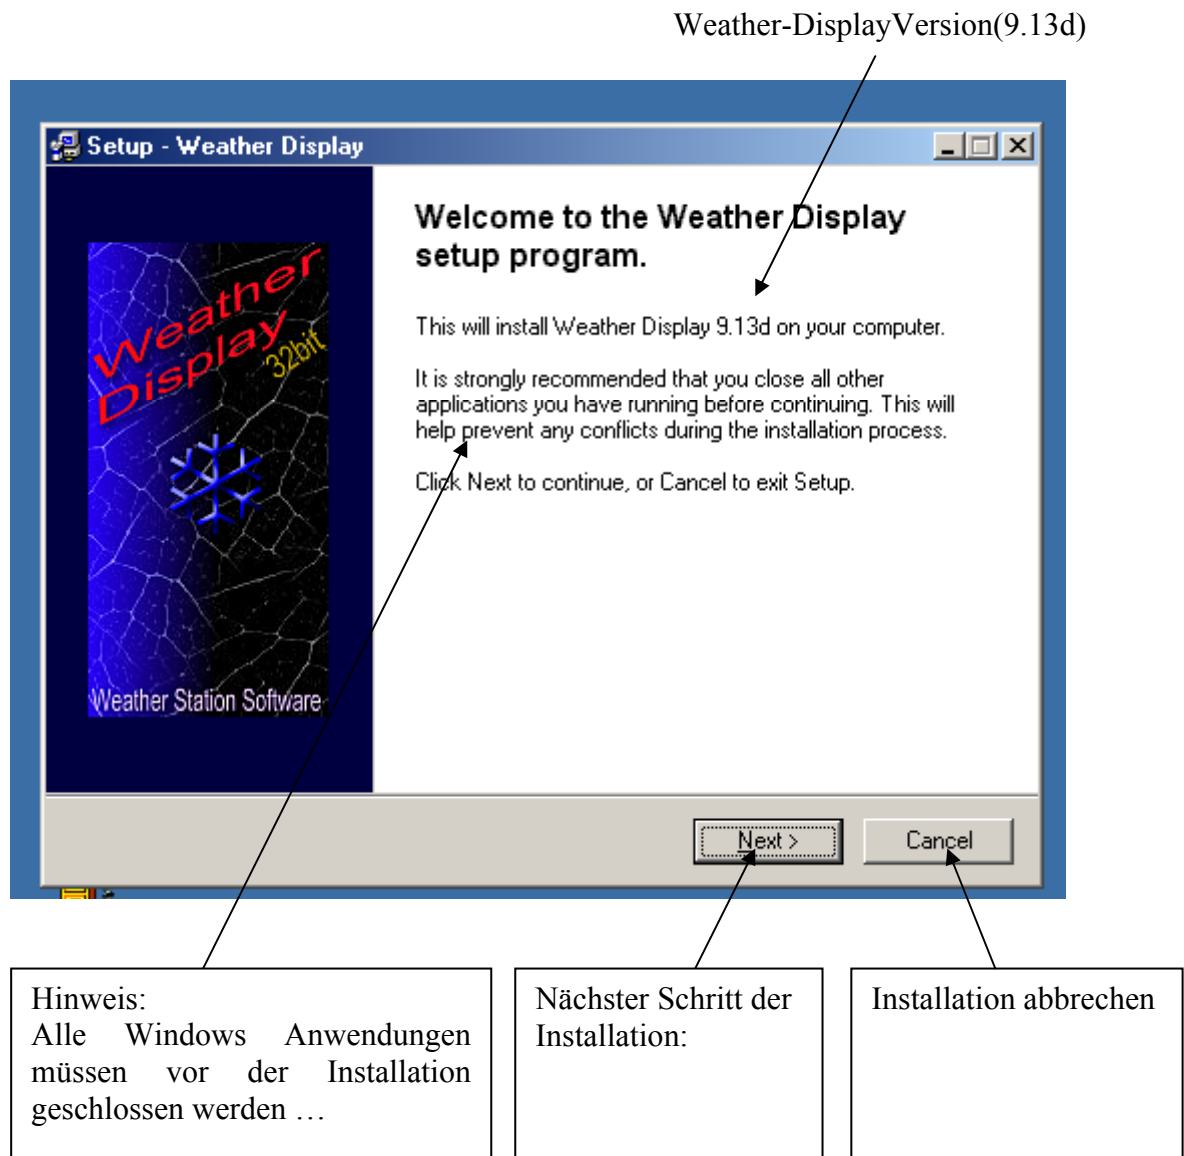 Weather-DisplayVersion(9.13d)
Setup - Weather Display
Weather
Display
32bit
Weather Station Software
Welcome to the Weather Display
setup program.
This will install Weather Display 9.13d on your computer.
It is strongly recommended that you close all other
applications you have running before continuing. This will
help prevent any conflicts during the installation process.
Click Next to continue, or Cancel to exit Setup.
Next >
Cancel
Hinweis:
Alle Windows Anwendungen
müssen vor der Installation
geschlossen werden …
Nächster Schritt der
Installation:
Installation abbrechen